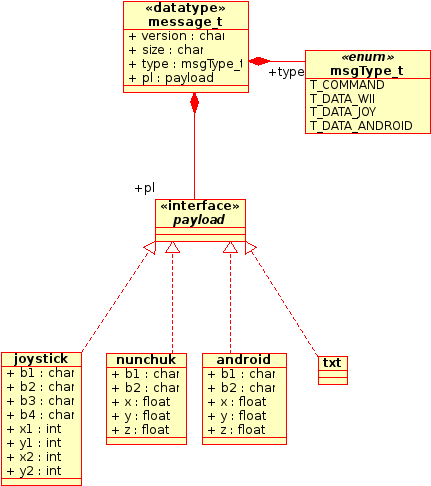 «datatype»
message_t
+ version : char
+ size : char
+ type : msgType_t
+ pl : payload
+type
«enum»
msgType_t
T_COMMAND
T_DATA_WII
T_DATA_JOY
T_DATA_ANDROID
+pl
«interface»
payload
joystick
+ b1 : char
+ b2 : char
+ b3 : char
+ b4 : char
+ x1 : int
+ y1 : int
+ x2 : int
+ y2 : int
nunchuk
+ b1 : char
+ b2 : char
+ x : float
+ y : float
+ z : float
android
+ b1 : char
+ b2 : char
+ x : float
+ y : float
+ z : float
txt